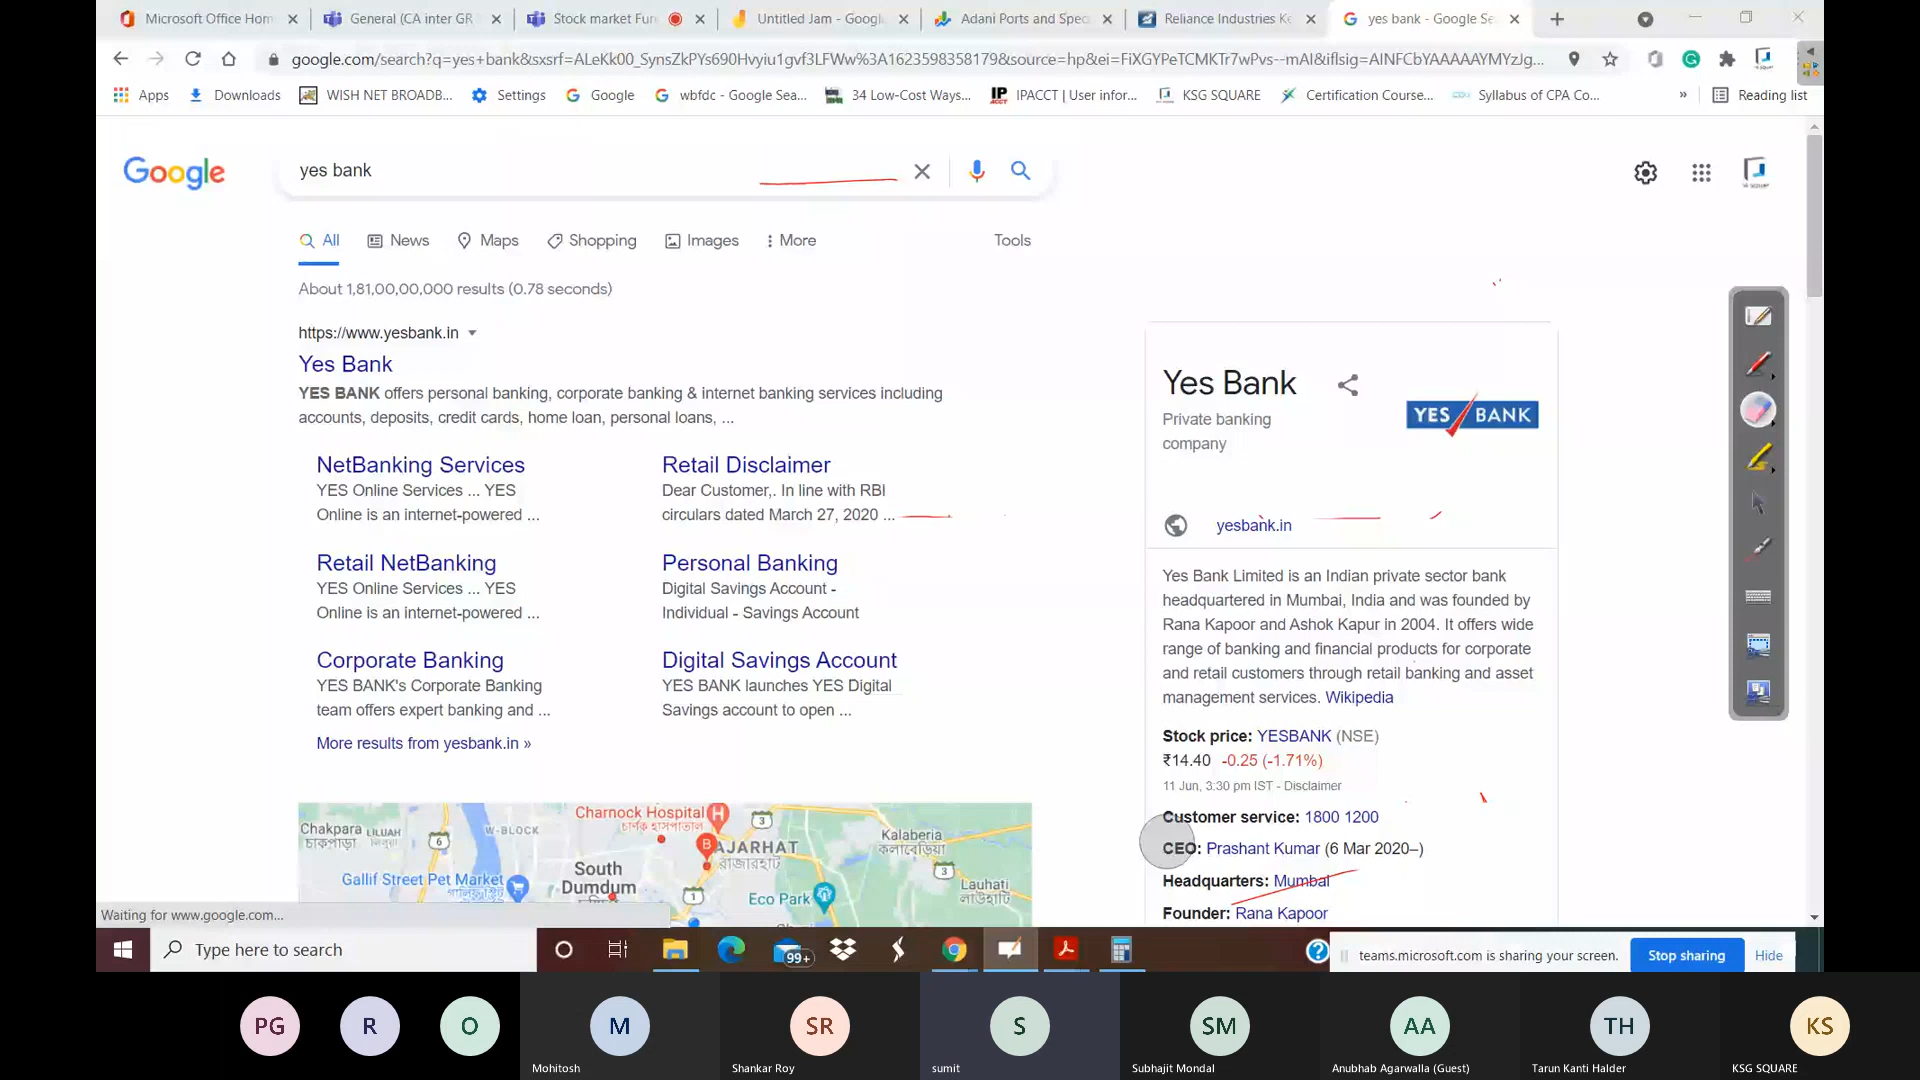 Microsoft Office Hom
General (CA inter GR
Stock market Fun
Untitled Jam - Googl
Adani Ports and Spec
Reliance Industries Ke
yes bank - Google Se
google.com/search?q=yes+bank&sxsrf=ALeKk00_SynsZkPYs690Hvyiu1gvf3LFWw%3A1623598358179&source=hp&ei=FiXGYPeTCMKTr7wPvs--mAI&iflsig=AINFCbYAAAAAYMYzJg...
Apps
Downloads
WISH NET BROADB...
Settings
Google
wbfdc - Google Sea...
34 Low-Cost Ways...
IPACCT | User infor...
KSG SQUARE
Certification Course...
Syllabus of CPA Co...
»
Reading list
Google
yes bank
All
News
Maps
Shopping
Images
More
Tools
About 1,81,00,00,000 results (0.78 seconds)
https://www.yesbank.in
Yes Bank
YES BANK offers personal banking, corporate banking & internet banking services including
accounts, deposits, credit cards, home loan, personal loans, ...
NetBanking Services
YES Online Services ... YES
Online is an internet-powered ...
Retail Disclaimer
Dear Customer,. In line with RBI
circulars dated March 27, 2020 ...
Retail NetBanking
YES Online Services ... YES
Online is an internet-powered ...
Personal Banking
Digital Savings Account -
Individual - Savings Account
Corporate Banking
YES BANK's Corporate Banking
team offers expert banking and ...
Digital Savings Account
YES BANK launches YES Digital
Savings account to open ...
More results from yesbank.in »
Charnock Hospital
চার্নক হাসপাতাল
Chakpara
চাকপাড়া
LILUAH
W-BLOCK
6
3
AJARHAT
রাজারহাট
Kalaberia
কালাবেড়িয়া
South
Dumdum
Gallif Street Pet Market
1
Eco Park
3
Lauhati
লাউহাটি
Yes Bank
Private banking
company
YES BANK
yesbank.in
Yes Bank Limited is an Indian private sector bank
headquartered in Mumbai, India and was founded by
Rana Kapoor and Ashok Kapur in 2004. It offers wide
range of banking and financial products for corporate
and retail customers through retail banking and asset
management services. Wikipedia
Stock price: YESBANK (NSE)
₹14.40 -0.25 (-1.71%)
11 Jun, 3:30 pm IST - Disclaimer
Customer service: 1800 1200
CEO: Prashant Kumar (6 Mar 2020–)
Headquarters: Mumbai
Founder: Rana Kapoor
Waiting for www.google.com...
Type here to search
99+
teams.microsoft.com is sharing your screen.
Stop sharing
Hide
PG
R
O
M
SR
S
SM
AA
TH
KS
Mohitosh
Shankar Roy
sumit
Subhajit Mondal
Anubhab Agarwalla (Guest)
Tarun Kanti Halder
KSG SQUARE